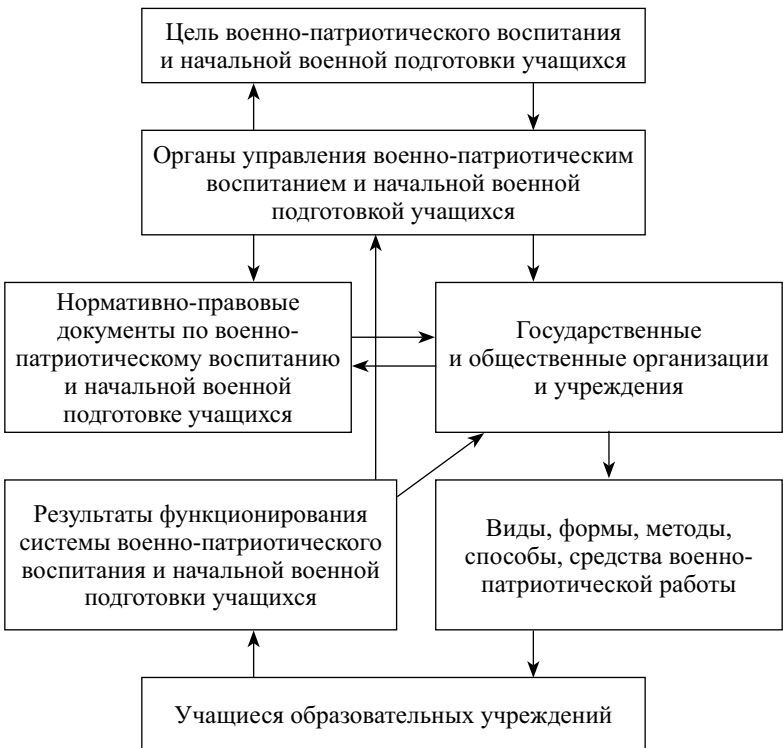 Цель военно-патриотического воспитания
и начальной военной подготовки учащихся
Органы управления военно-патриотическим
воспитанием и начальной военной
подготовкой учащихся
Нормативно-правовые
документы по военно-
патриотическому воспитанию
и начальной военной
подготовке учащихся
Государственные
и общественные организации
и учреждения
Результаты функционирования
системы военно-патриотического
воспитания и начальной военной
подготовки учащихся
Виды, формы, методы,
способы, средства военно-
патриотической работы
Учащиеся образовательных учреждений